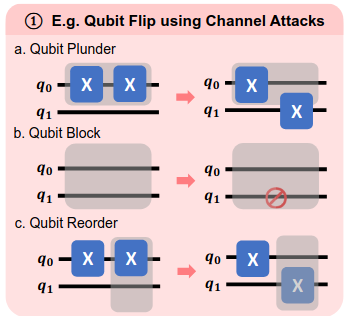 ① E.g. Qubit Flip using Channel Attacks
a. Qubit Plunder
q₀ X X q₀ X
q₁ q₁ X
b. Qubit Block
q₀ q₀
q₁ q₁
c. Qubit Reorder
q₀ X X q₀ X
q₁ q₁ X